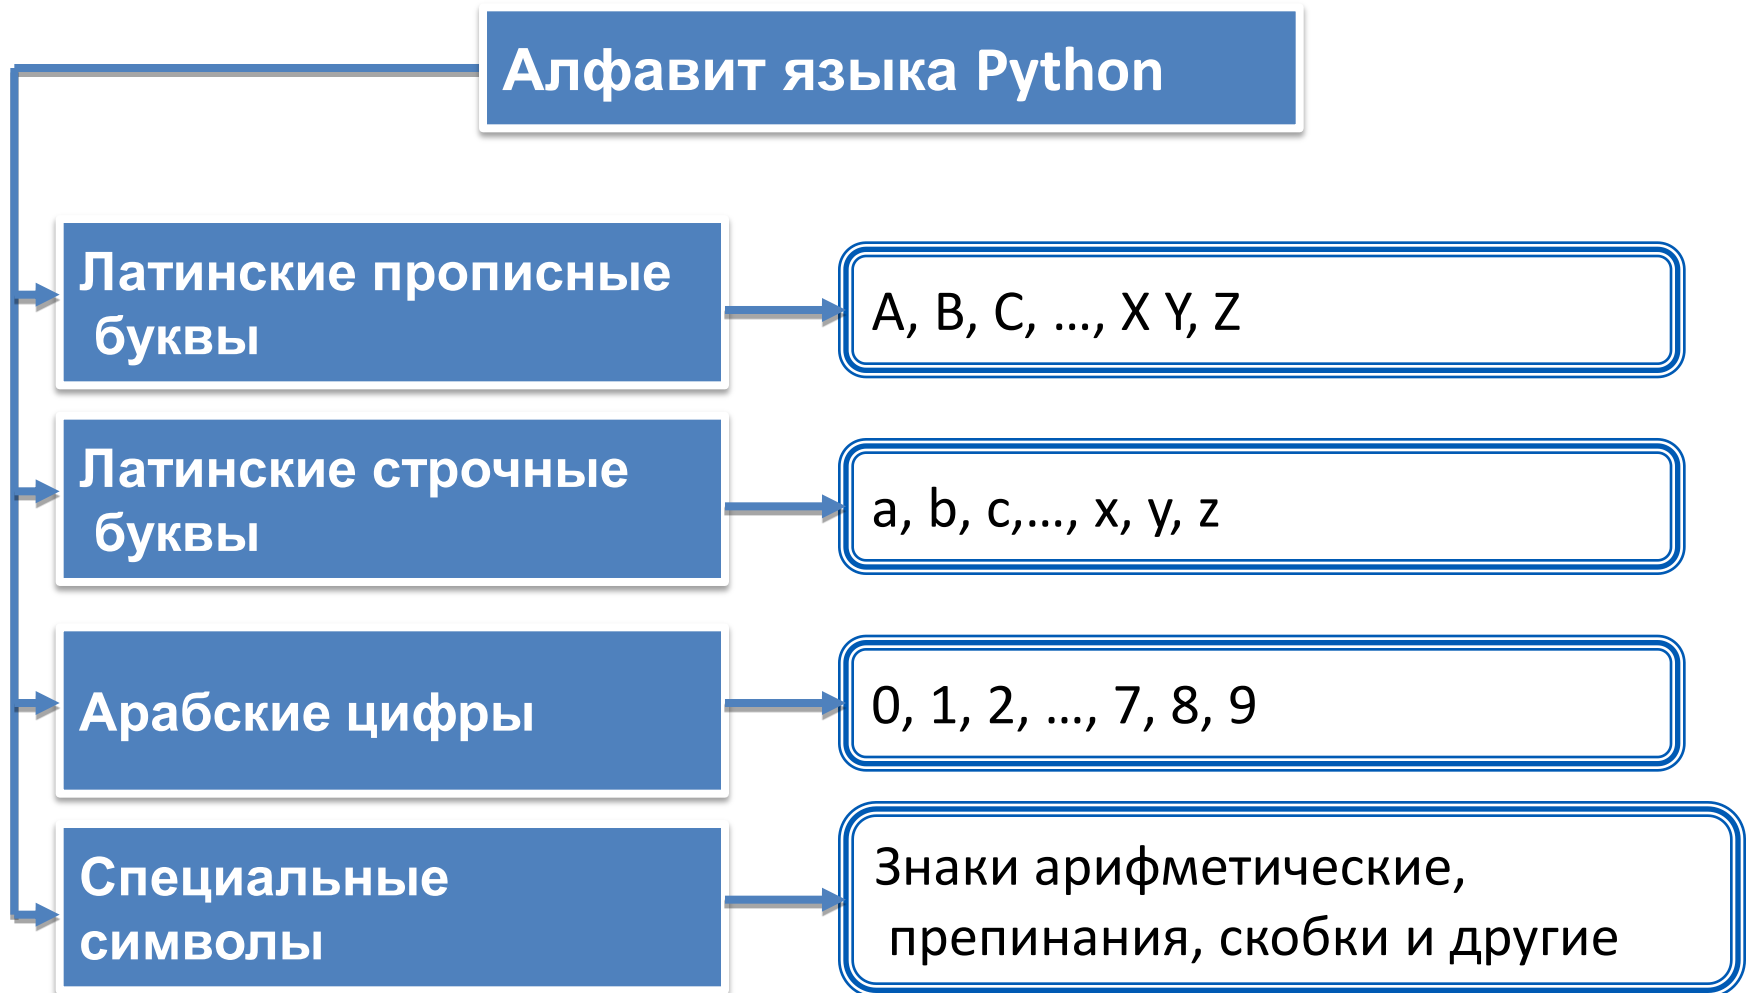 Алфавит языка Python
Латинские прописные
буквы
A, B, C, ..., X Y, Z
Латинские строчные
буквы
a, b, c,..., x, y, z
Арабские цифры
0, 1, 2, ..., 7, 8, 9
Специальные
символы
Знаки арифметические,
препинания, скобки и другие